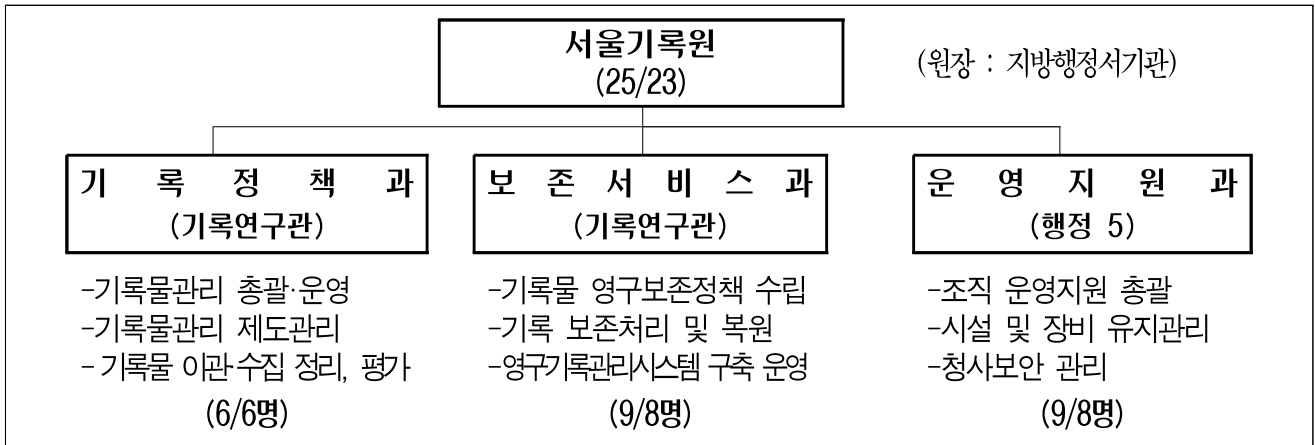 서울기록원
(25/23)
(원장 : 지방행정서기관)
기 록 정 책 과
(기록연구관)
-기록물관리 총괄·운영
-기록물관리 제도관리
- 기록물 이관·수집 정리, 평가
(6/6명)
보 존 서 비 스 과
(기록연구관)
-기록물 영구보존정책 수립
-기록 보존처리 및 복원
-영구기록관리시스템 구축 운영
(9/8명)
운 영 지 원 과
(행정 5)
-조직 운영지원 총괄
-시설 및 장비 유지관리
-청사보안 관리
(9/8명)